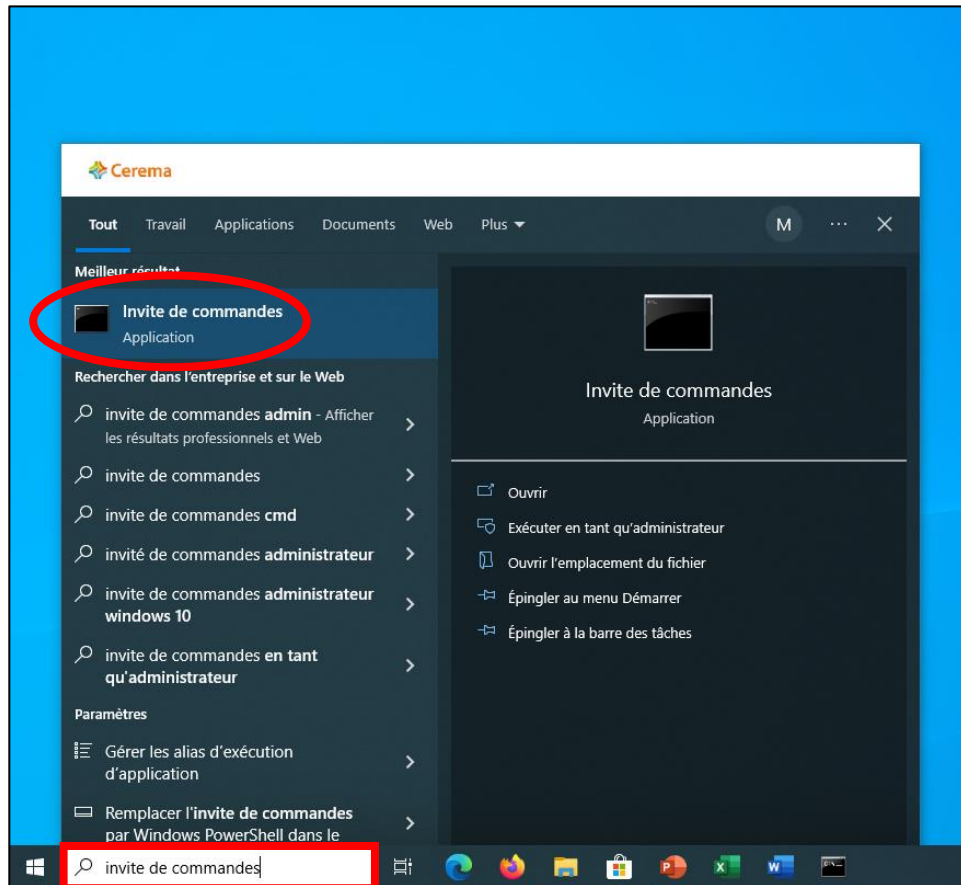 Cerema
Tout Travail Applications Documents Web Plus M ...
Meilleur résultat
Invite de commandes
Application
Rechercher dans l'entreprise et sur le Web
invite de commandes admin - Afficher
les résultats professionnels et Web
invite de commandes
invite de commandes cmd
invité de commandes administrateur
invite de commandes administrateur
windows 10
invite de commandes en tant
qu'administrateur
Paramètres
Gérer les alias d'exécution
d'application
Remplacer l'invite de commandes
par Windows PowerShell dans le
Invite de commandes
Application
Ouvrir
Exécuter en tant qu'administrateur
Ouvrir l'emplacement du fichier
Épingler au menu Démarrer
Épingler à la barre des tâches
invite de commandes